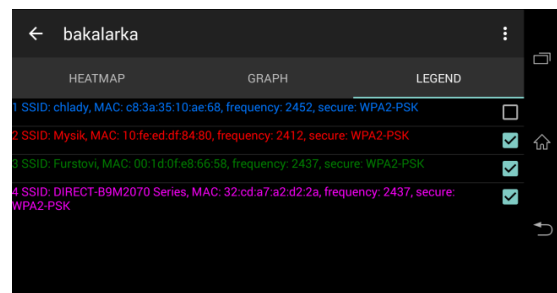 bakalarka
HEATMAP GRAPH LEGEND
1 SSID: chlady, MAC: c8:3a:35:10:ae:68, frequency: 2452, secure: WPA2-PSK
2 SSID: Mysik, MAC: 10:fe:ed:df:84:80, frequency: 2412, secure: WPA2-PSK
3 SSID: Furstovi, MAC: 00:1d:0f:e8:66:58, frequency: 2437, secure: WPA2-PSK
4 SSID: DIRECT-B9M2070 Series, MAC: 32:cd:a7:a2:d2:2a, frequency: 2437, secure:
WPA2-PSK